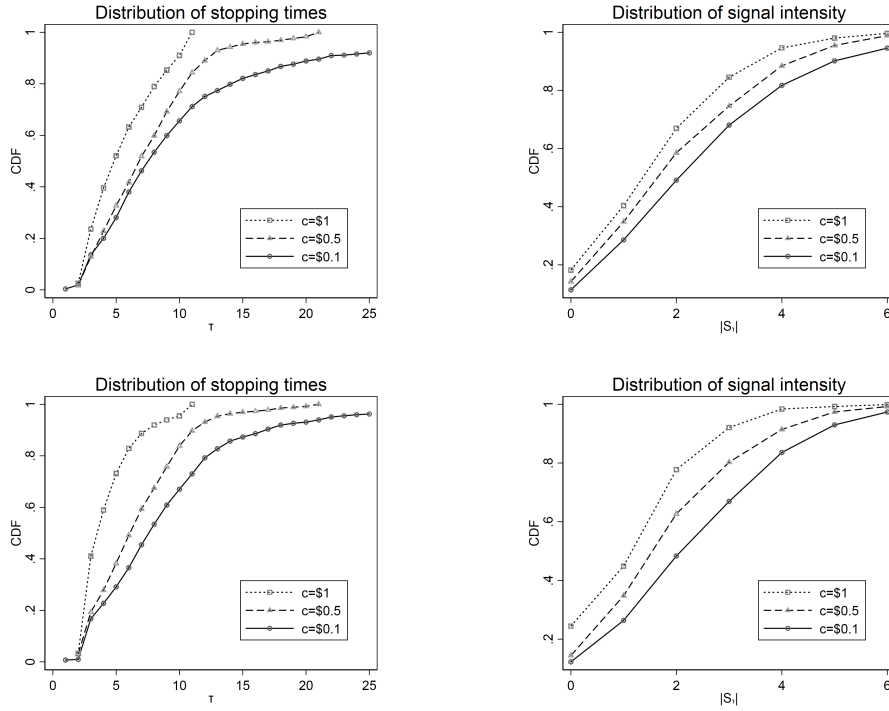 Distribution of stopping times
CDF
0 .2 .4 .6 .8 1
c=$1
c=$0.5
c=$0.1
0 5 10 15 20 25
τ
Distribution of signal intensity
CDF
.2 .4 .6 .8 1
c=$1
c=$0.5
c=$0.1
0 2 4 6
|Sτ|
Distribution of stopping times
CDF
0 .2 .4 .6 .8 1
c=$1
c=$0.5
c=$0.1
0 5 10 15 20 25
τ
Distribution of signal intensity
CDF
.2 .4 .6 .8 1
c=$1
c=$0.5
c=$0.1
0 2 4 6
|Sτ|